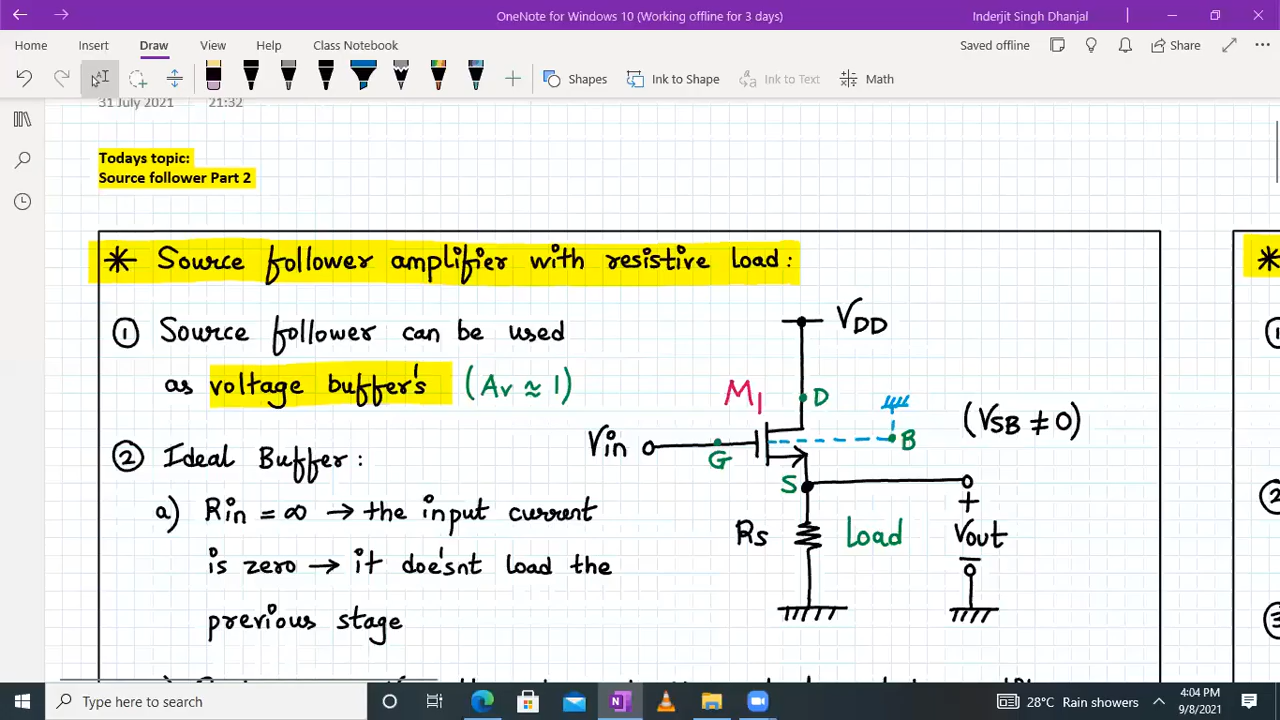 OneNote for Windows 10 (Working offline for 3 days)
Inderjit Singh Dhanjal
Home Insert Draw View Help Class Notebook
Saved offline
Share
Shapes
Ink to Shape
Ink to Text
Math
31 July 2021 21:32
Todays topic:
Source follower Part 2
* Source follower amplifier with resistive load:
① Source follower can be used
as voltage buffer's (Av ≈ 1)
② Ideal Buffer:
a) Rin = ∞ → the input current
is zero → it does'nt load the
previous stage
VDD
M1
D
Vin
G
B
(VSB ≠ 0)
S
Rs
Load
+
Vout
-
*
Type here to search
28°C Rain showers
4:04 PM
9/8/2021